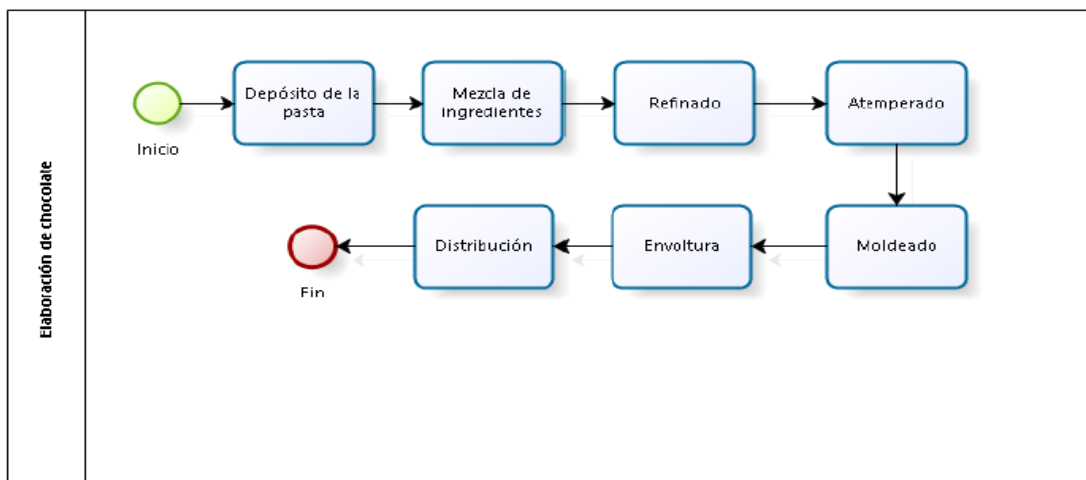 Elaboración de chocolate
Inicio
Depósito de la
pasta
Mezcla de
ingredientes
Refinado
Atemperado
Moldeado
Envoltura
Distribución
Fin